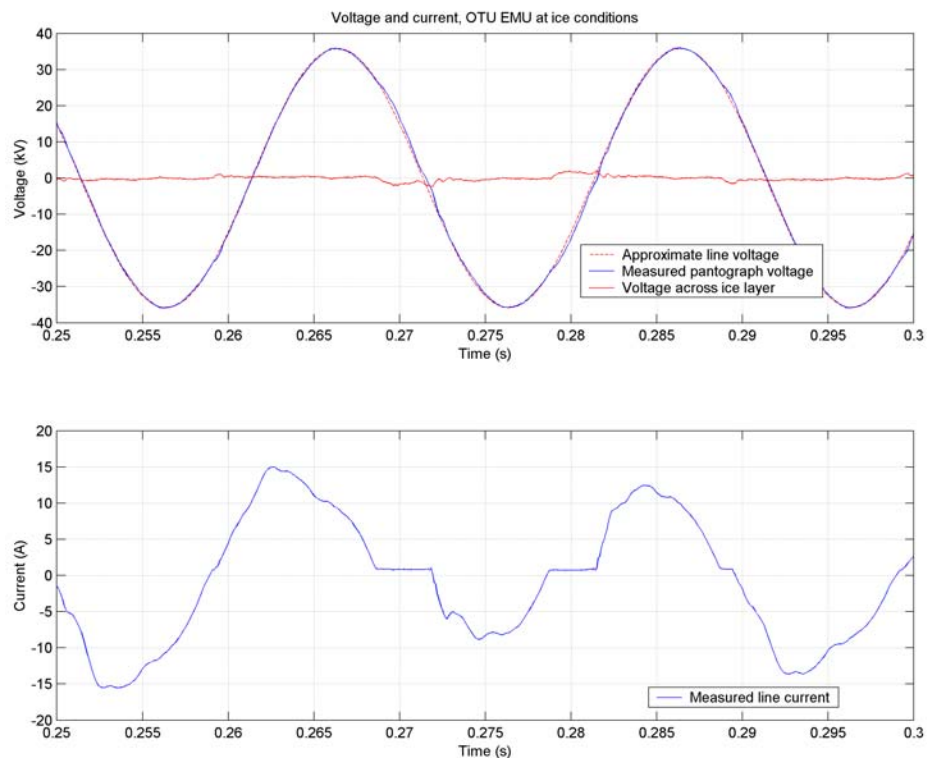 Voltage and current, OTU EMU at ice conditions
40
30
20
10
0
-10
-20
-30
-40
Voltage (kV)
Approximate line voltage
Measured pantograph voltage
Voltage across ice layer
0.25 0.255 0.26 0.265 0.27 0.275 0.28 0.285 0.29 0.295 0.3
Time (s)
20
15
10
5
0
-5
-10
-15
-20
Current (A)
Measured line current
0.25 0.255 0.26 0.265 0.27 0.275 0.28 0.285 0.29 0.295 0.3
Time (s)